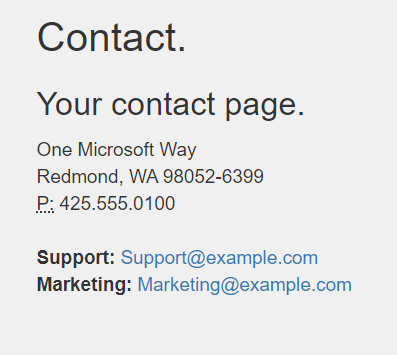 Contact.
Your contact page.
One Microsoft Way
Redmond, WA 98052-6399
P: 425.555.0100
Support: Support@example.com
Marketing: Marketing@example.com